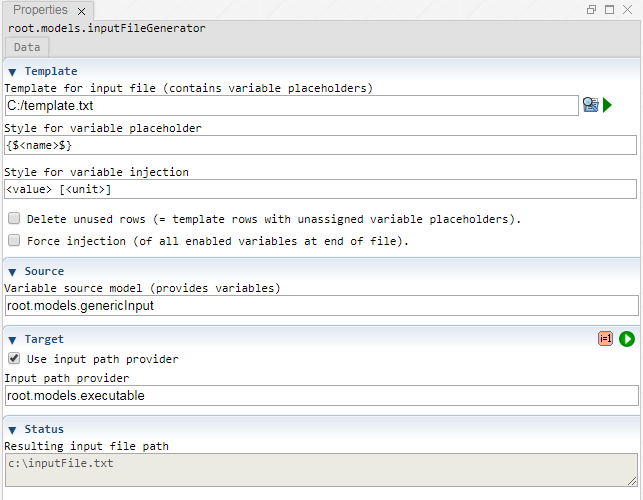 Properties
root.models.inputFileGenerator
Data
Template
Template for input file (contains variable placeholders)
C:/template.txt
Style for variable placeholder
{$<name>$}
Style for variable injection
<value> [<unit>]
Delete unused rows (= template rows with unassigned variable placeholders).
Force injection (of all enabled variables at end of file).
Source
Variable source model (provides variables)
root.models.genericInput
Target
i=1
Use input path provider
Input path provider
root.models.executable
Status
Resulting input file path
c:\inputFile.txt